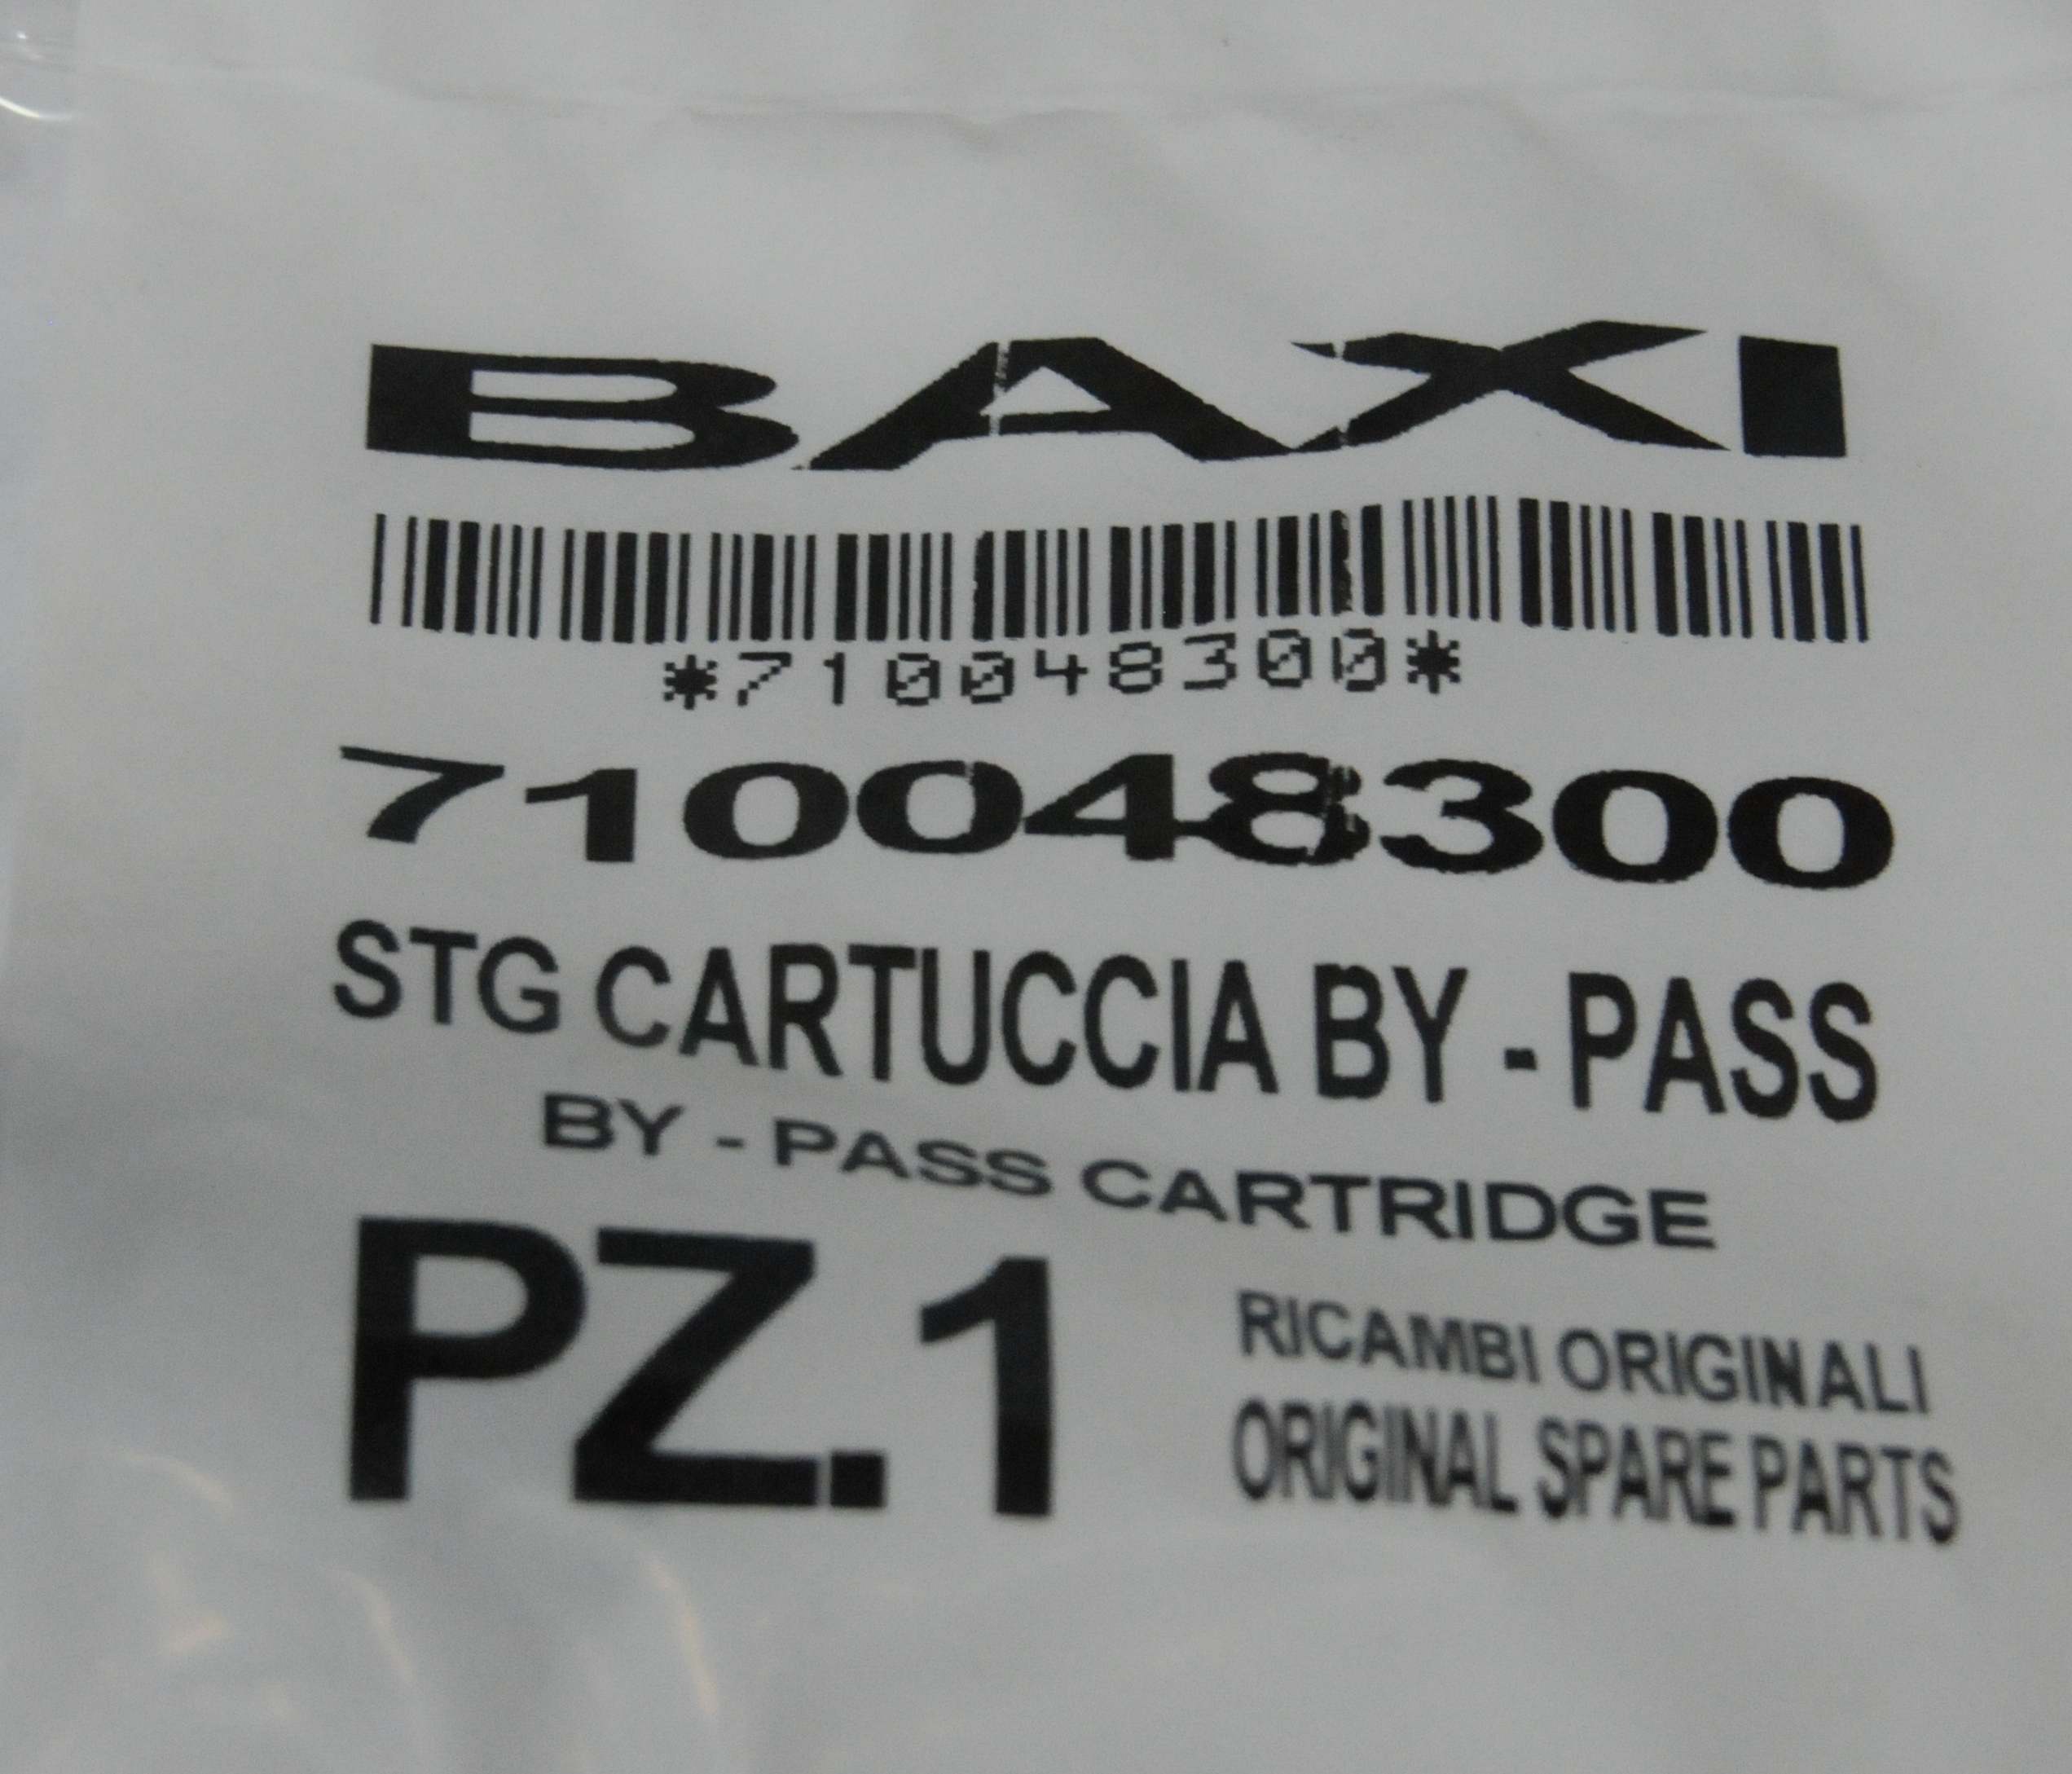 BAXI
*710048300*
710048300
STG CARTUCCIA BY - PASS
BY - PASS CARTRIDGE
PZ.1
RICAMBI ORIGINALI
ORIGINAL SPARE PARTS